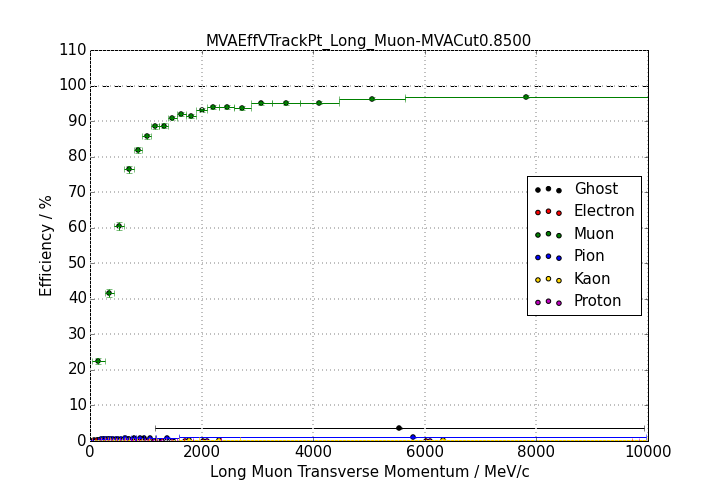 MVAEffVTrackPt_Long_Muon-MVACut0.8500
110
100
90
80
70
60
50
40
30
20
10
0
Efficiency / %
Ghost
Electron
Muon
Pion
Kaon
Proton
0 2000 4000 6000 8000 10000
Long Muon Transverse Momentum / MeV/c